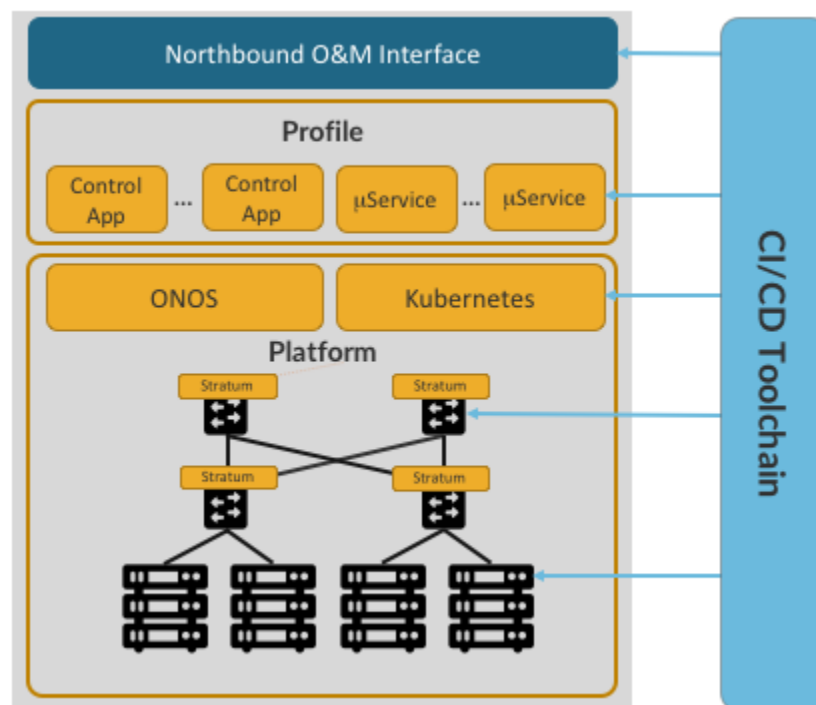 Northbound O&M Interface
Profile
Control
App
...
Control
App
μService
...
μService
ONOS
Kubernetes
Platform
Stratum
Stratum
Stratum
Stratum
CI/CD Toolchain